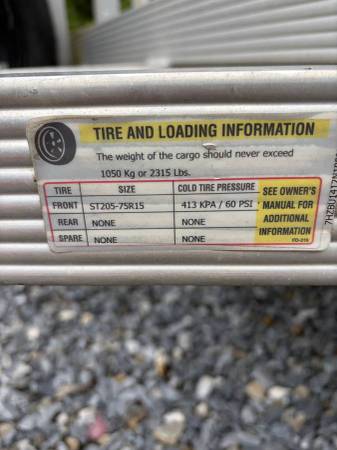 TIRE AND LOADING INFORMATION
The weight of the cargo should never exceed
1050 Kg or 2315 Lbs.
TIRE SIZE COLD TIRE PRESSURE
FRONT ST205-75R15 413 KPA / 60 PSI
REAR NONE NONE
SPARE NONE NONE
SEE OWNER'S
MANUAL FOR
ADDITIONAL
INFORMATION